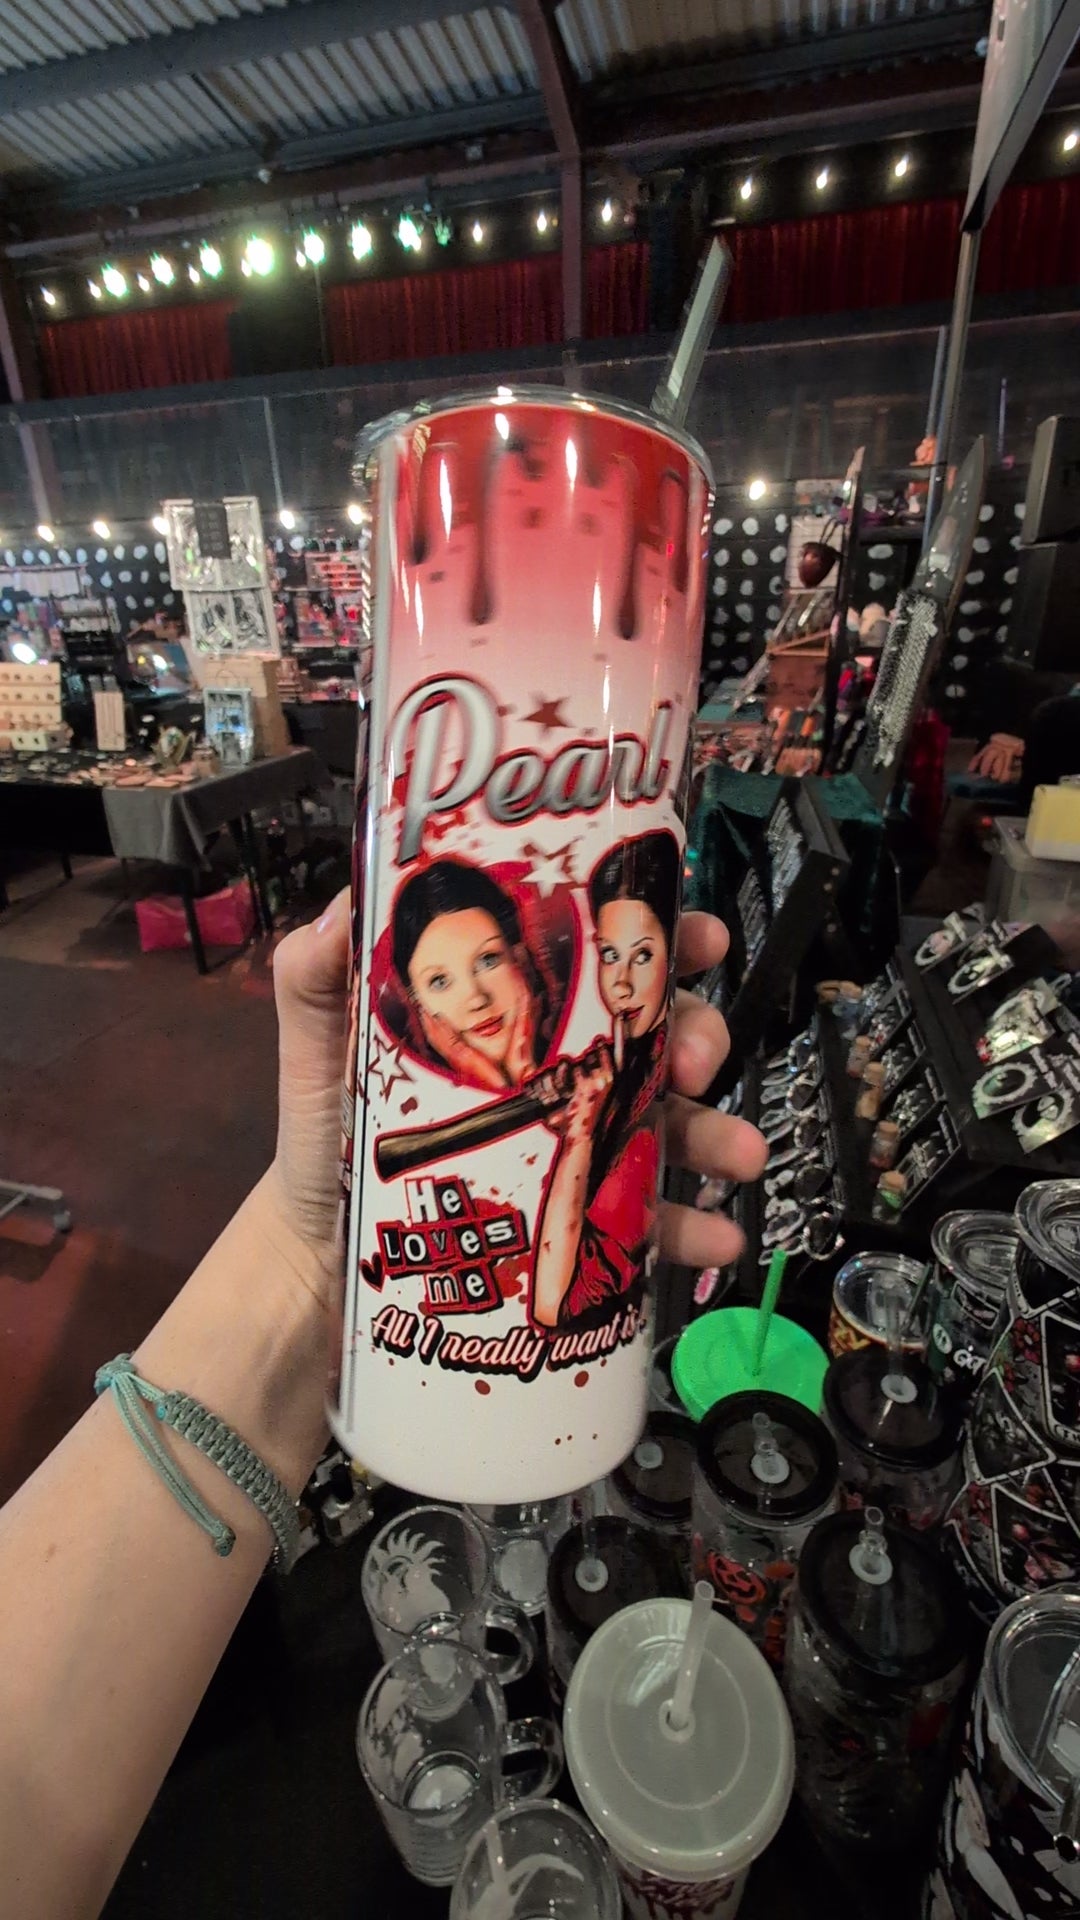 Pearl
He
Loves
me
All I really want is